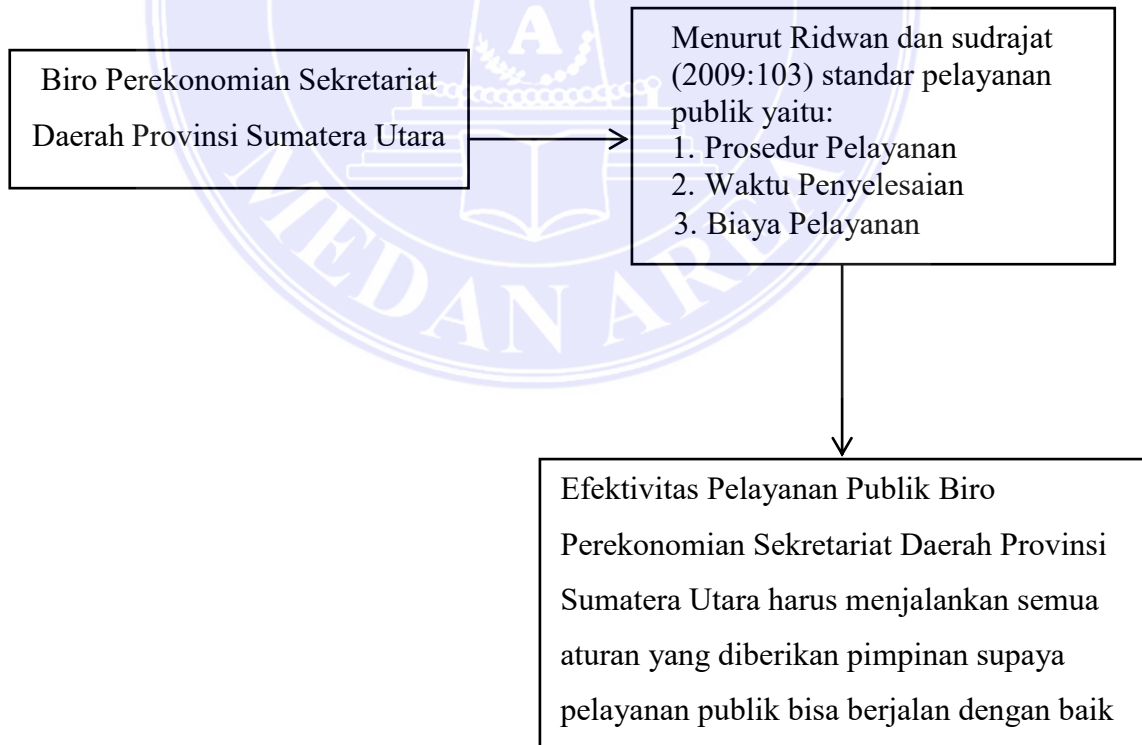 Biro Perekonomian Sekretariat
Daerah Provinsi Sumatera Utara
Menurut Ridwan dan sudrajat
(2009:103) standar pelayanan
publik yaitu:
1. Prosedur Pelayanan
2. Waktu Penyelesaian
3. Biaya Pelayanan
A
MEDAN AREA
Efektivitas Pelayanan Publik Biro
Perekonomian Sekretariat Daerah Provinsi
Sumatera Utara harus menjalankan semua
aturan yang diberikan pimpinan supaya
pelayanan publik bisa berjalan dengan baik